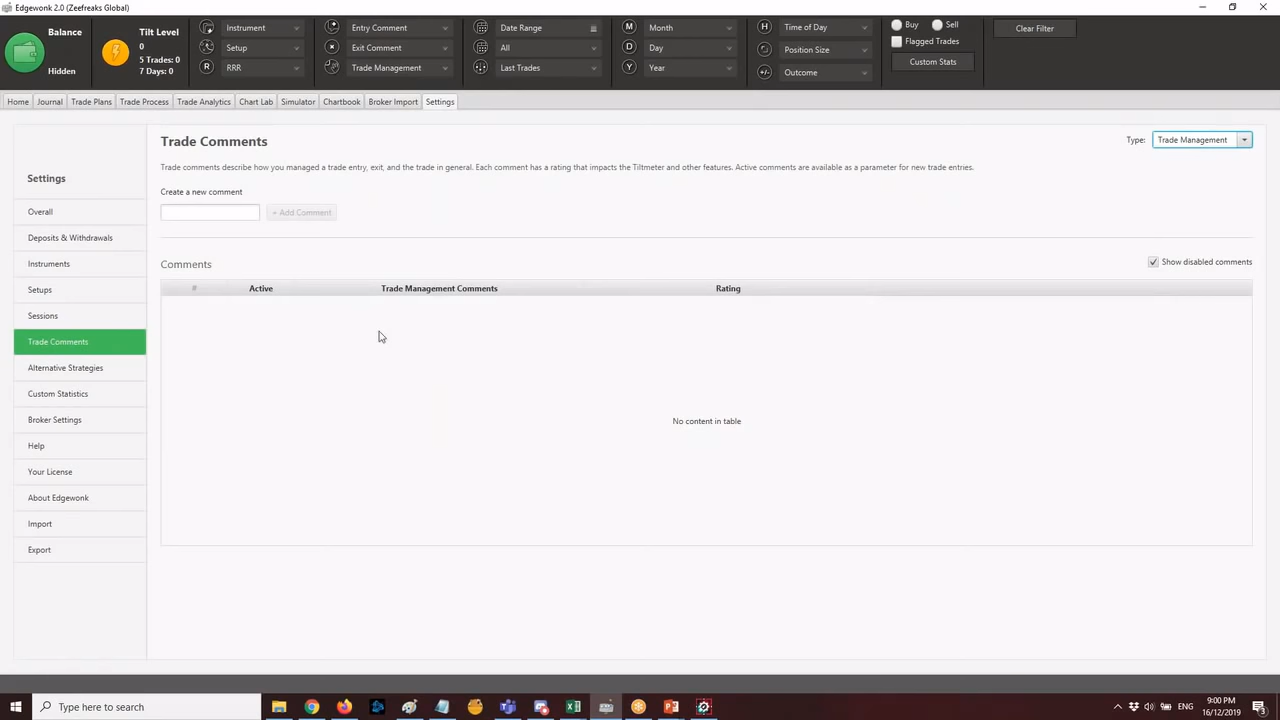 Edgewonk 2.0 (Zeefreaks Global)
Balance
Hidden
Tilt Level
0
5 Trades: 0
7 Days: 0
Instrument
Setup
R RRR
Entry Comment
Exit Comment
Trade Management
Date Range
All
Last Trades
M Month
D Day
Y Year
H Time of Day
Position Size
+/- Outcome
Buy Sell
Flagged Trades
Custom Stats
Clear Filter
Home Journal Trade Plans Trade Process Trade Analytics Chart Lab Simulator Chartbook Broker Import Settings
Settings
Overall
Deposits & Withdrawals
Instruments
Setups
Sessions
Trade Comments
Alternative Strategies
Custom Statistics
Broker Settings
Help
Your License
About Edgewonk
Import
Export
Trade Comments
Type: Trade Management
Trade comments describe how you managed a trade entry, exit, and the trade in general. Each comment has a rating that impacts the Tiltmeter and other features. Active comments are available as a parameter for new trade entries.
Create a new comment
+ Add Comment
Comments
Show disabled comments
# Active Trade Management Comments Rating
No content in table
Type here to search
ENG
9:00 PM
16/12/2019
3